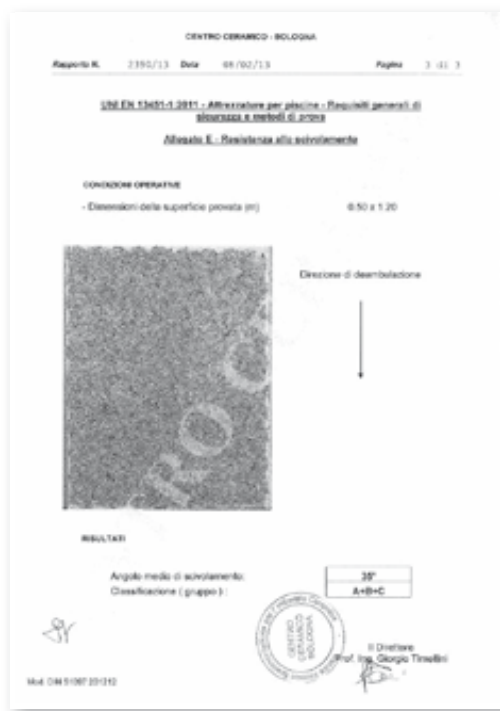 CENTRO CERAMICO - BOLOGNA
Rapporto N. 2390/13 Data 08/02/13 Pagina 3 di 3
UNI EN 13451-1:2011 - Attrezzature per piscine - Requisiti generali di
sicurezza e metodi di prova
Allegato E - Resistenza allo scivolamento
CONDIZIONI OPERATIVE
- Dimensioni della superficie provata (m) 0.50 x 1.20
Direzione di deambulazione
RISULTATI
Angolo medio di scivolamento:
Classificazione ( gruppo ) : A+B+C
CENTRO
CERAMICO
BOLOGNA
Il Direttore
Prof. Ing. Giorgio Timellini
Mod. DIN 51097